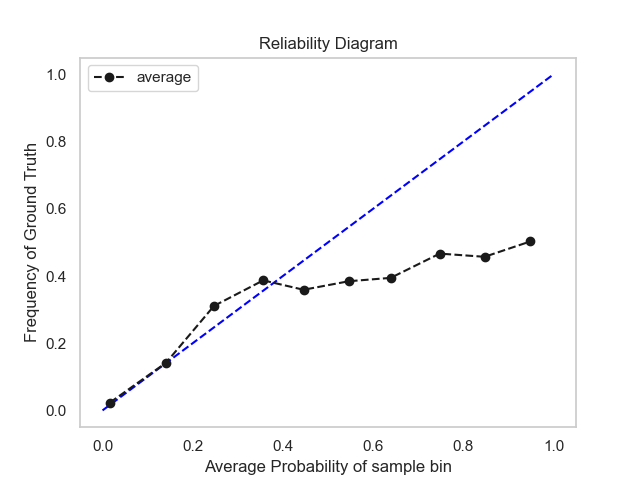 Reliability Diagram
average
Frequency of Ground Truth
1.0
0.8
0.6
0.4
0.2
0.0
0.0 0.2 0.4 0.6 0.8 1.0
Average Probability of sample bin